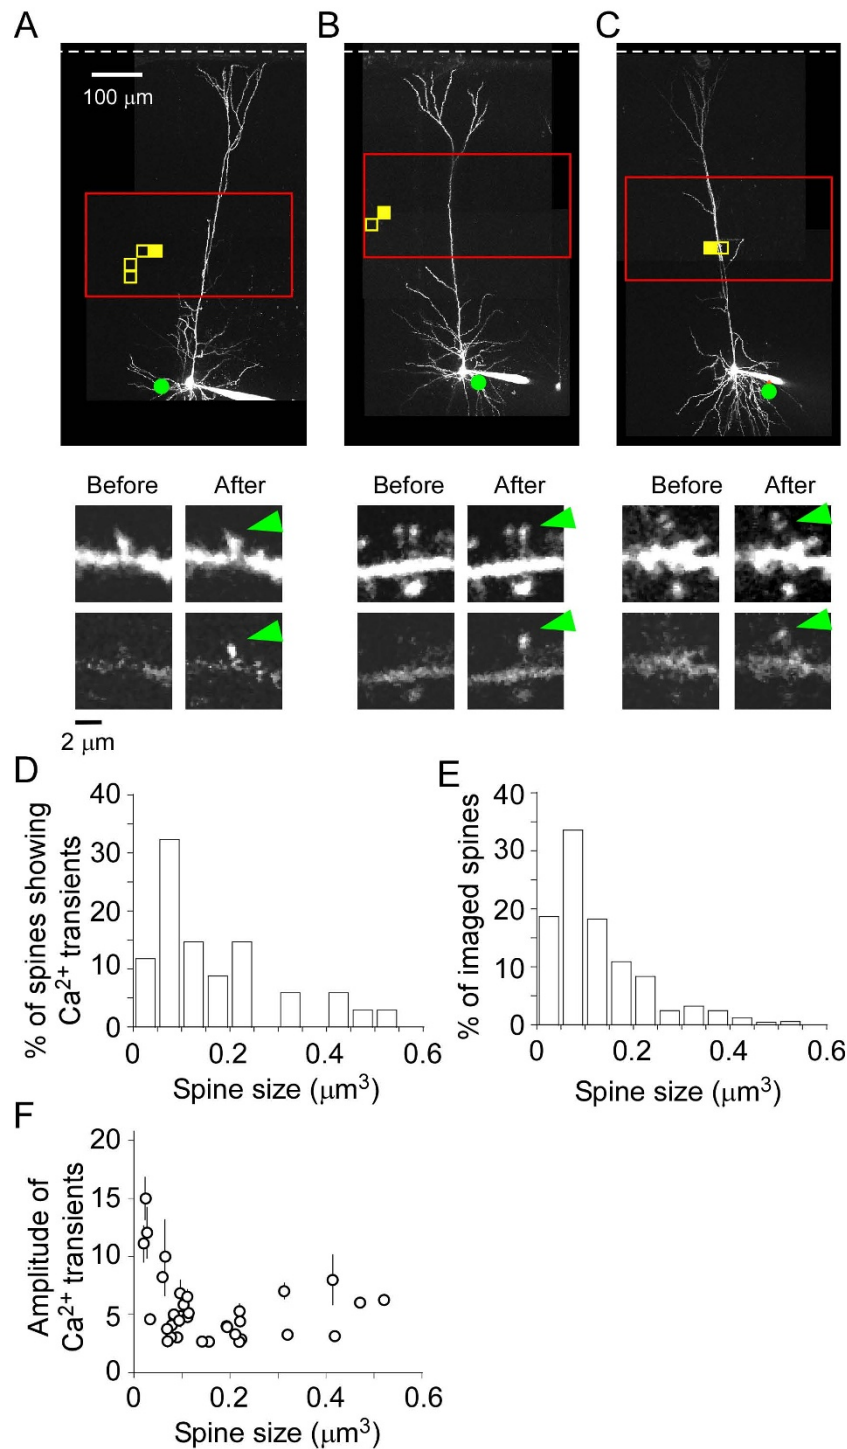 A B C
100 μm
Before After Before After Before After
2 μm
D
% of spines showing
Ca²⁺ transients
40
30
20
10
0
0 0.2 0.4 0.6
Spine size (μm³)
E
% of imaged spines
40
30
20
10
0
0 0.2 0.4 0.6
Spine size (μm³)
F
Amplitude of
Ca²⁺ transients
20
15
10
5
0
0 0.2 0.4 0.6
Spine size (μm³)